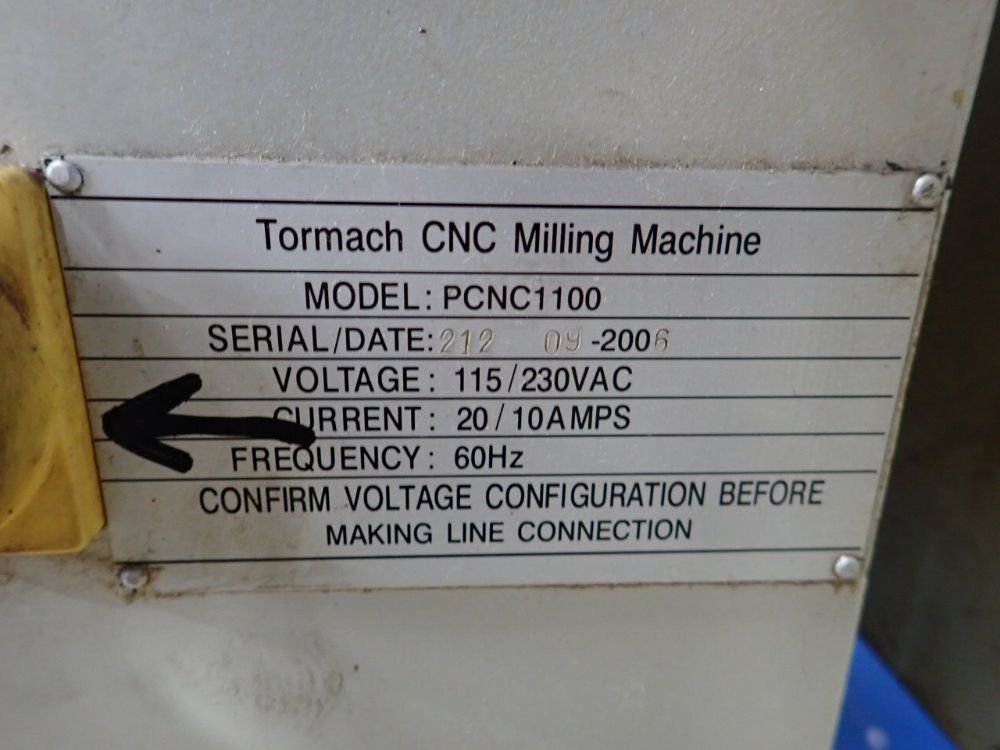 Tormach CNC Milling Machine
MODEL: PCNC1100
SERIAL/DATE: 212 09-2006
VOLTAGE: 115/230VAC
CURRENT: 20/10AMPS
FREQUENCY: 60Hz
CONFIRM VOLTAGE CONFIGURATION BEFORE
MAKING LINE CONNECTION